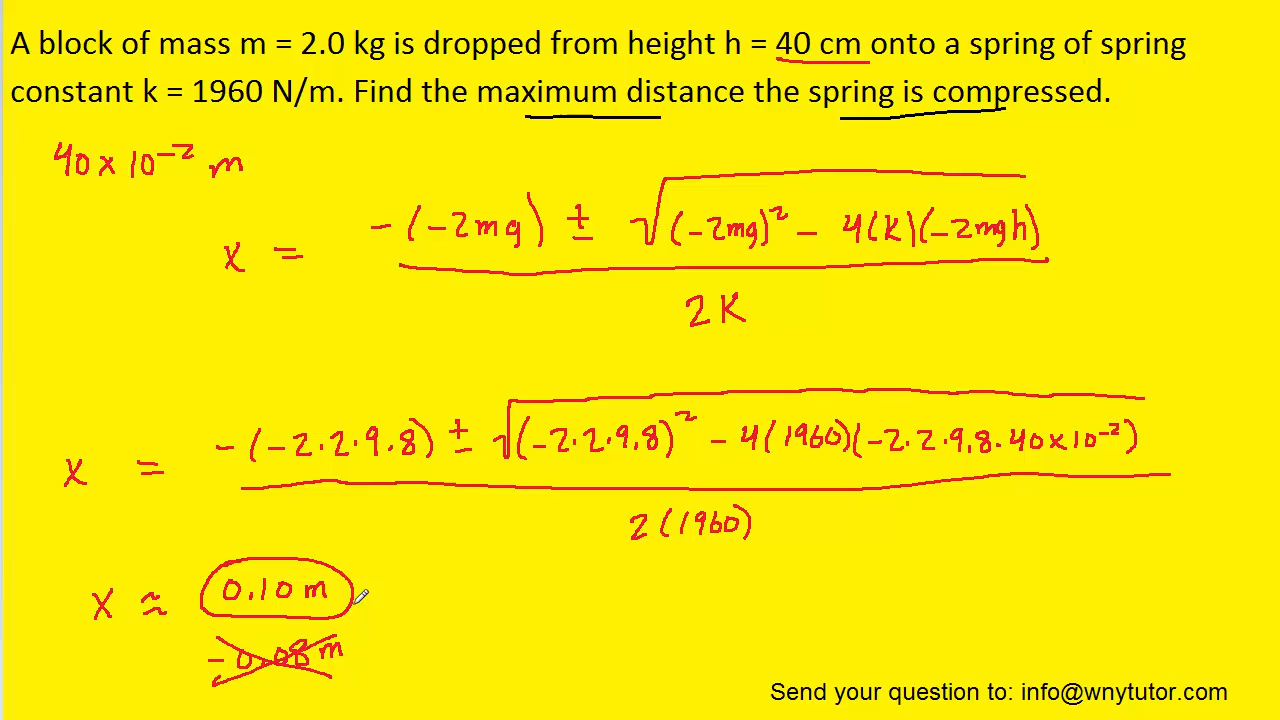 A block of mass m = 2.0 kg is dropped from height h = 40 cm onto a spring of spring
constant k = 1960 N/m. Find the maximum distance the spring is compressed.
40 x 10⁻² m
x = -(-2mg) ± √((-2mg)² - 4(k)(-2mgh)) / 2K
x = -(-2·2·9.8) ± √((-2·2·9.8)² - 4(1960)(-2·2·9.8·40x10⁻²)) / 2(1960)
x ≈ 0.10 m
-0.08 m
Send your question to: info@wnytutor.com